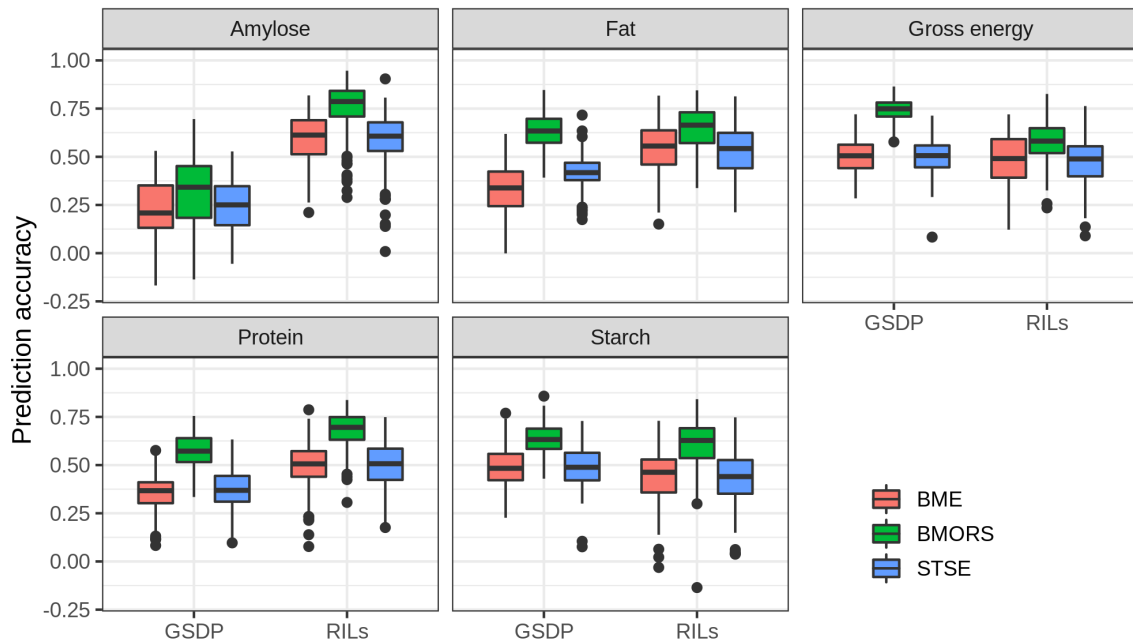 Amylose Fat Gross energy
1.00
0.75
0.50
0.25
0.00
-0.25
GSDP RILs
Protein Starch
1.00
0.75
0.50
0.25
0.00
-0.25
GSDP RILs GSDP RILs
Prediction accuracy
BME
BMORS
STSE